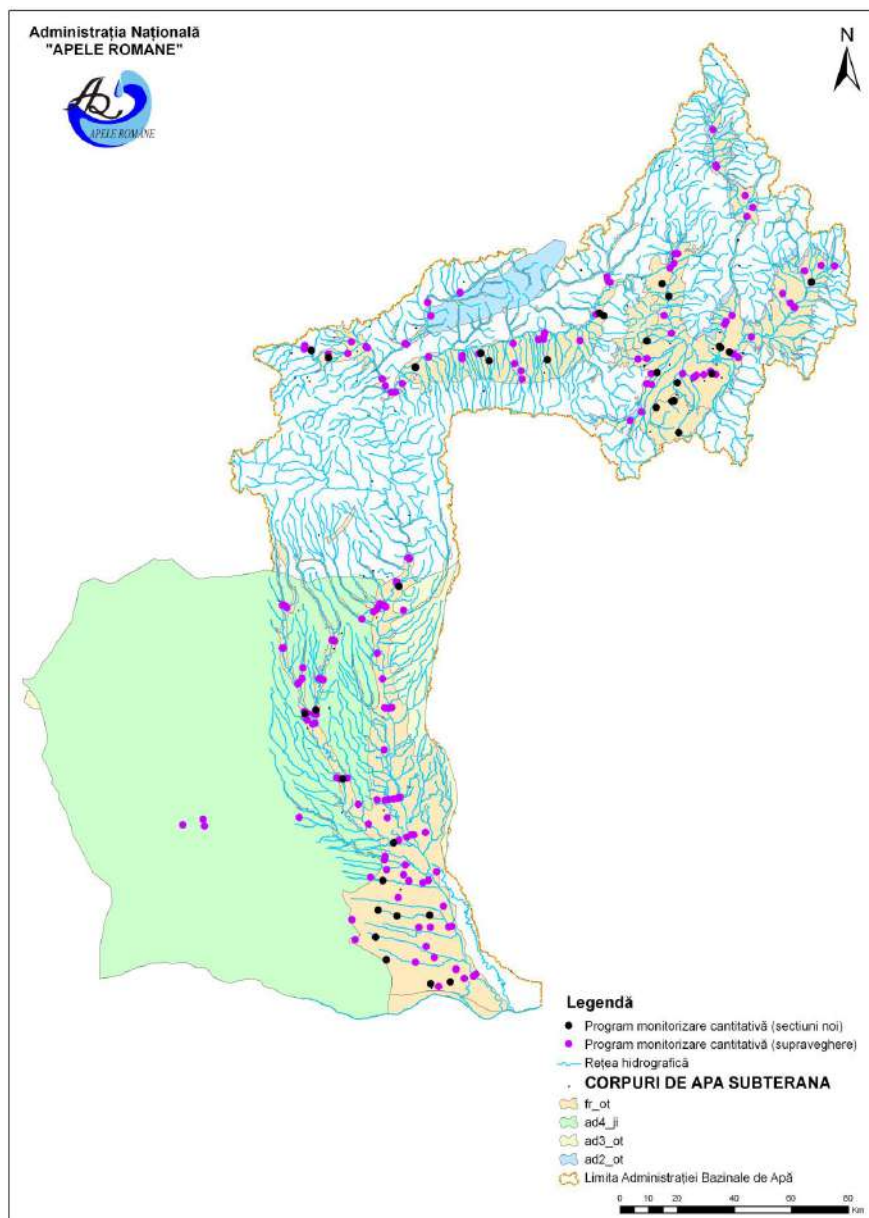 Administrația Națională
"APELE ROMANE"
APELE ROMANE
N
Legendă
Program monitorizare cantitativă (sectiuni noi)
Program monitorizare cantitativă (supraveghere)
Rețea hidrografică
CORPURI DE APA SUBTERANA
fr_ot
ad4_ji
ad3_ot
ad2_ot
Limita Administrației Bazinale de Apă
0 10 20 40 60 80
Km